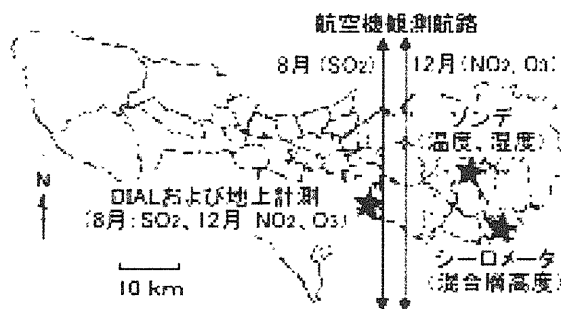 航空機観測航路
8月(SO₂)
12月(NO₂、O₃)
ゾンデ
(温度、湿度)
N
DIALおよび地上計測
(8月:SO₂、12月 NO₂、O₃)
シーロメータ
(混合層高度)
10 km